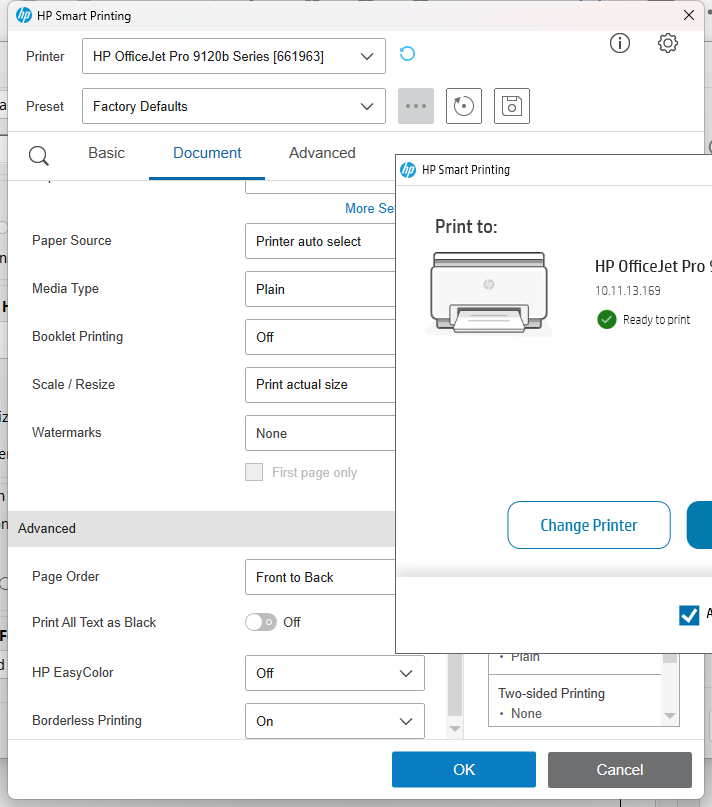 HP Smart Printing
Printer
HP OfficeJet Pro 9120b Series [661963]
Preset
Factory Defaults
Basic
Document
Advanced
More Se
Paper Source
Printer auto select
Media Type
Plain
Booklet Printing
Off
Scale / Resize
Print actual size
Watermarks
None
First page only
Advanced
Page Order
Front to Back
Print All Text as Black
Off
HP EasyColor
Off
Borderless Printing
On
HP Smart Printing
Print to:
HP OfficeJet Pro
10.11.13.169
Ready to print
Change Printer
• Plain
Two-sided Printing
• None
OK
Cancel